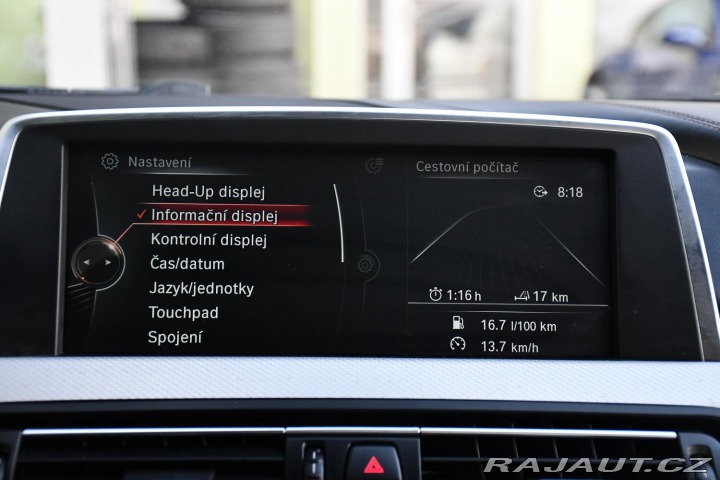 Nastavení
Head-Up displej
Informační displej
Kontrolní displej
Čas/datum
Jazyk/jednotky
Touchpad
Spojení
Cestovní počítač
8:18
1:16 h 17 km
16.7 l/100 km
13.7 km/h
RAJAUT.CZ